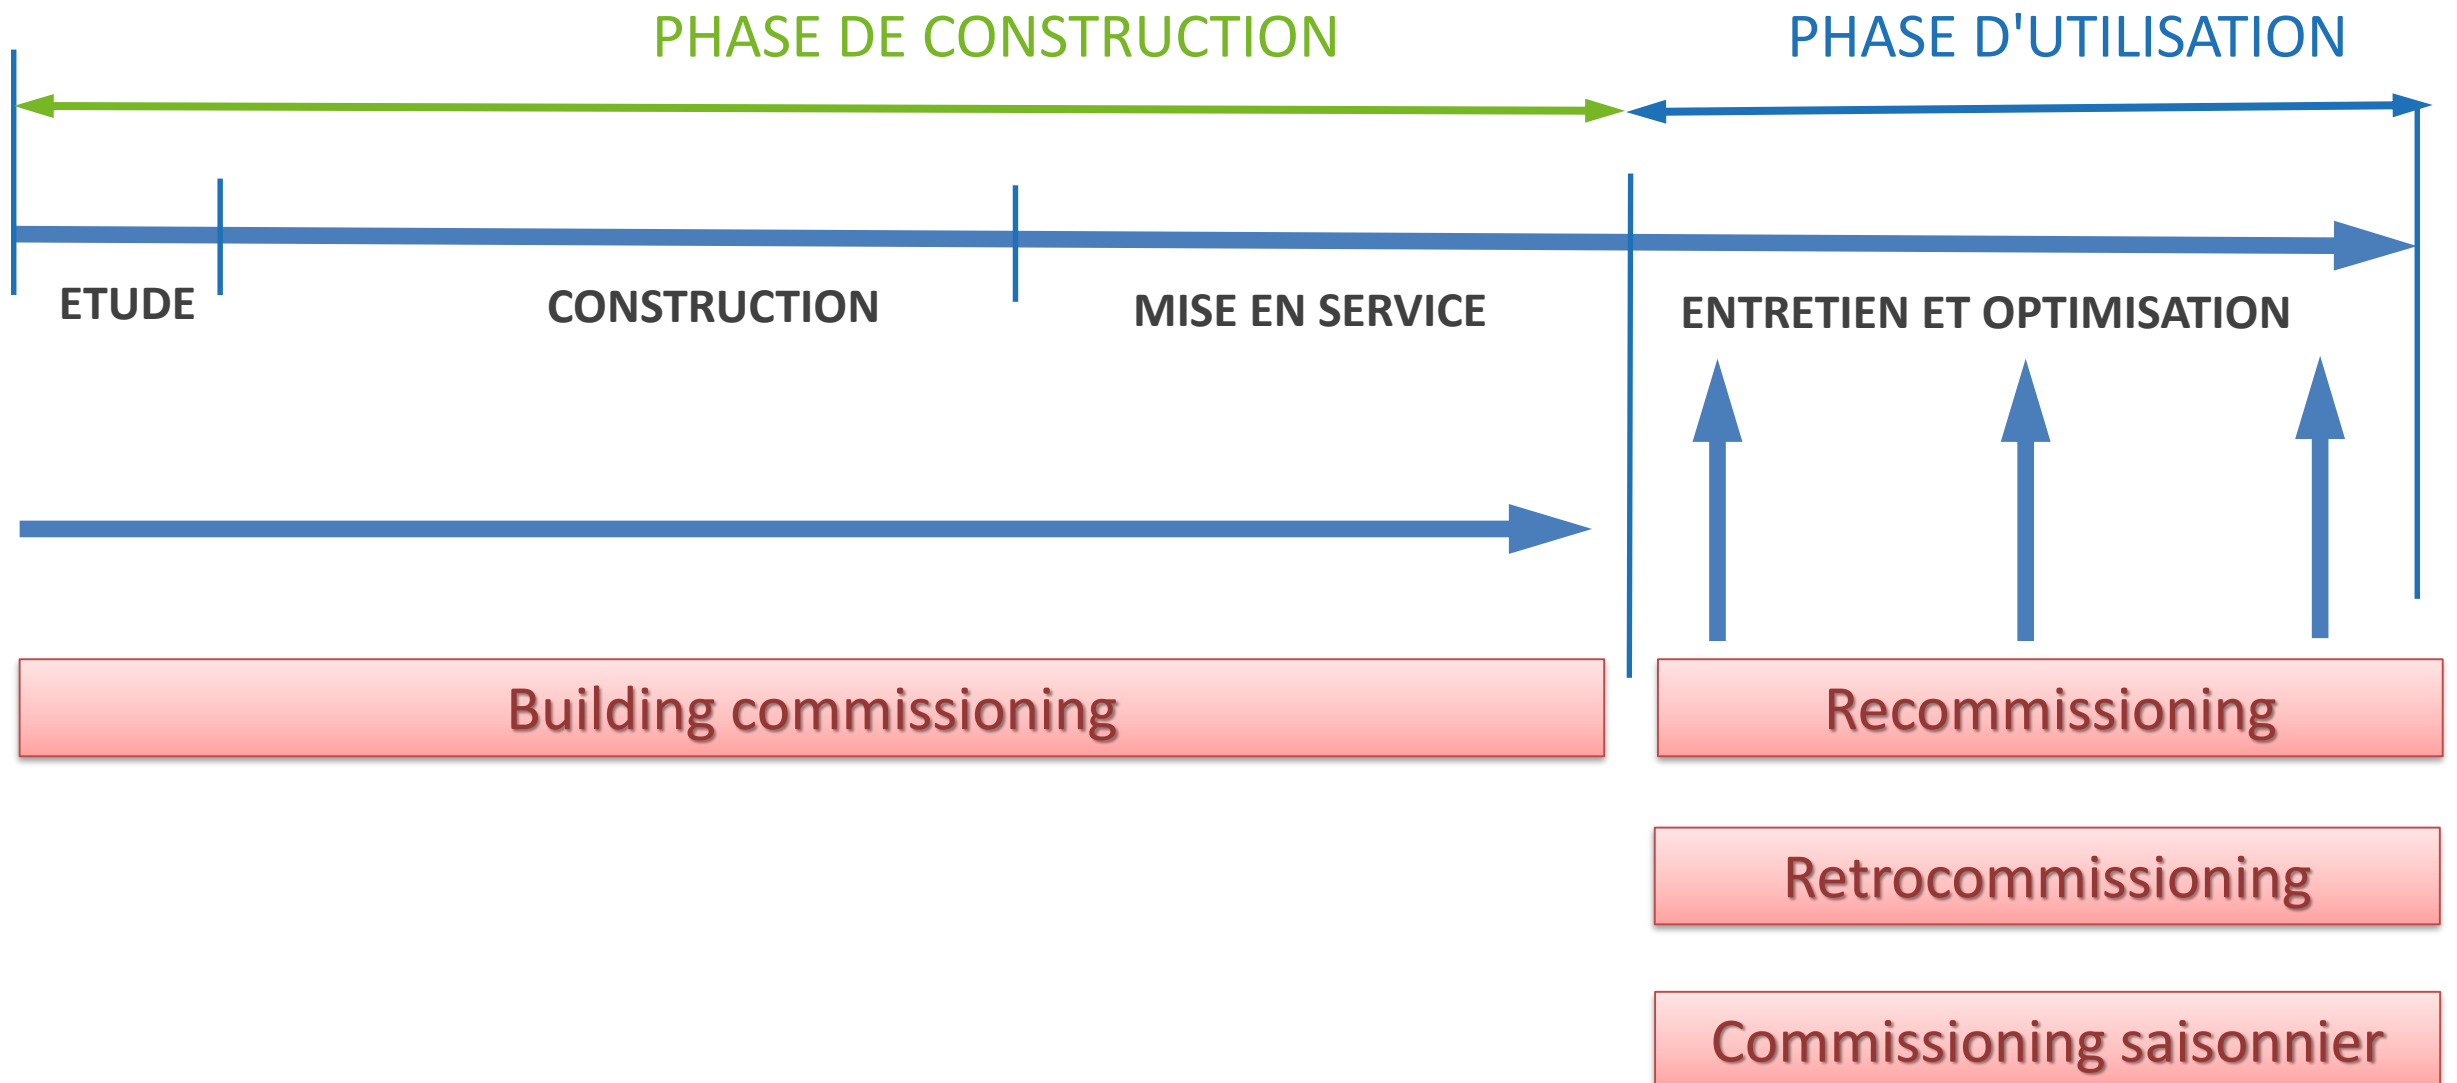 PHASE DE CONSTRUCTION
PHASE D'UTILISATION
ETUDE
CONSTRUCTION
MISE EN SERVICE
ENTRETIEN ET OPTIMISATION
Building commissioning
Recommissioning
Retrocommissioning
Commissioning saisonnier